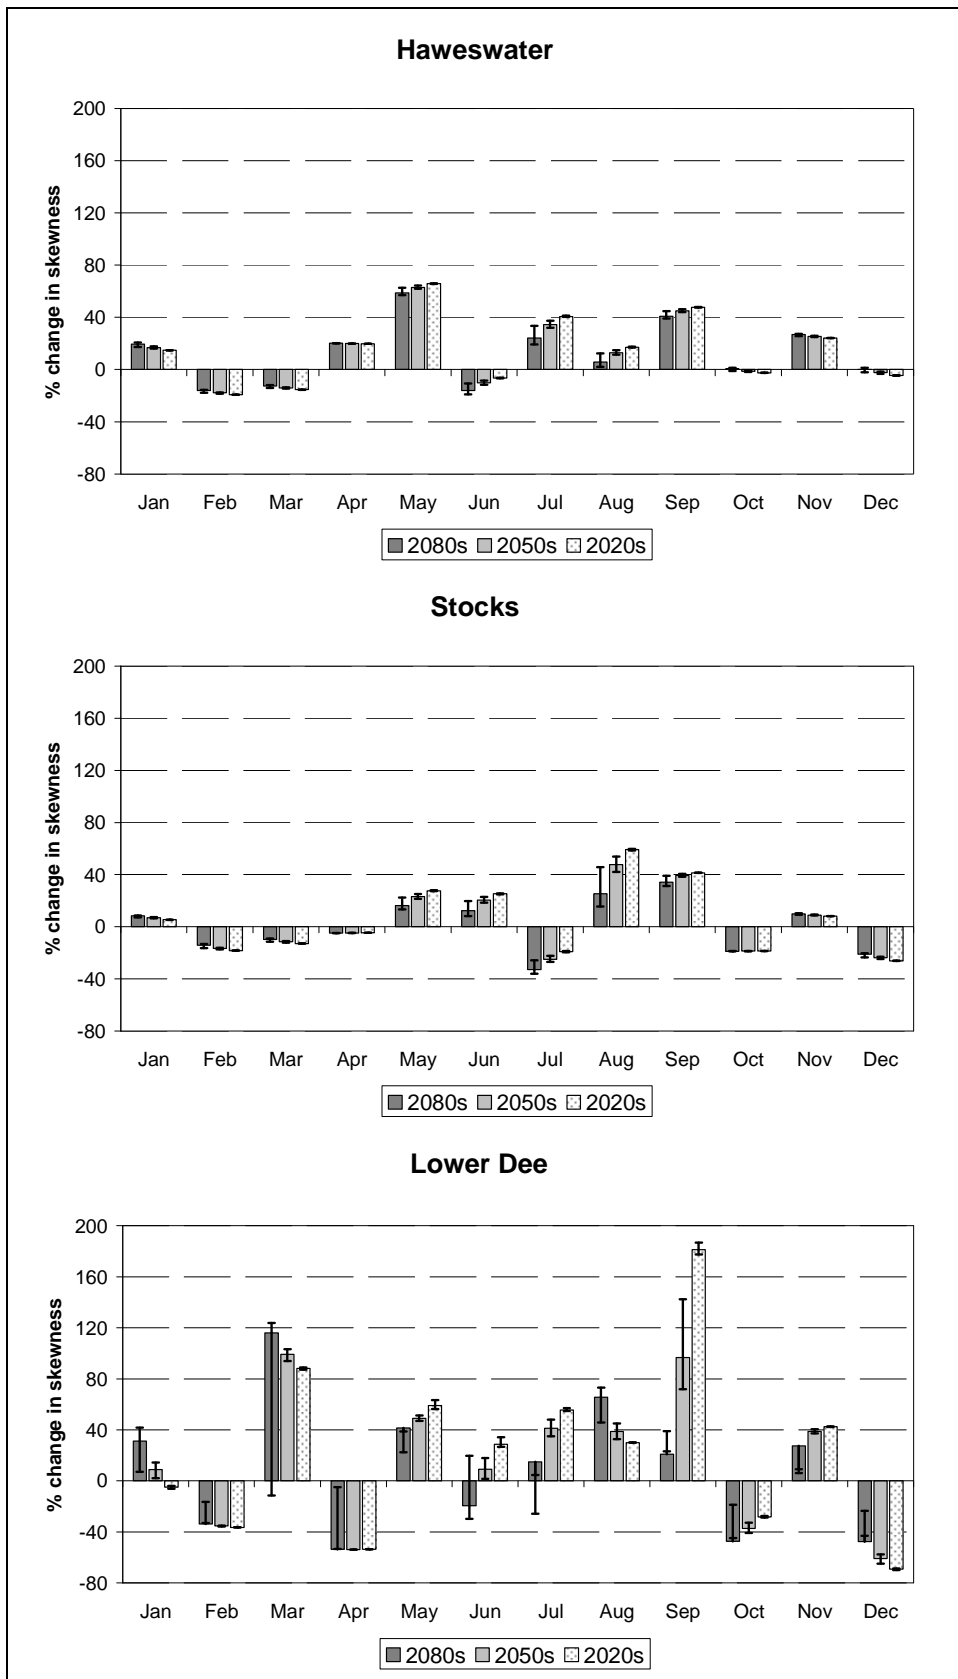 Haweswater
% change in skewness
200
160
120
80
40
0
-40
-80
Jan Feb Mar Apr May Jun Jul Aug Sep Oct Nov Dec
2080s 2050s 2020s
Stocks
% change in skewness
200
160
120
80
40
0
-40
-80
Jan Feb Mar Apr May Jun Jul Aug Sep Oct Nov Dec
2080s 2050s 2020s
Lower Dee
% change in skewness
200
160
120
80
40
0
-40
-80
Jan Feb Mar Apr May Jun Jul Aug Sep Oct Nov Dec
2080s 2050s 2020s